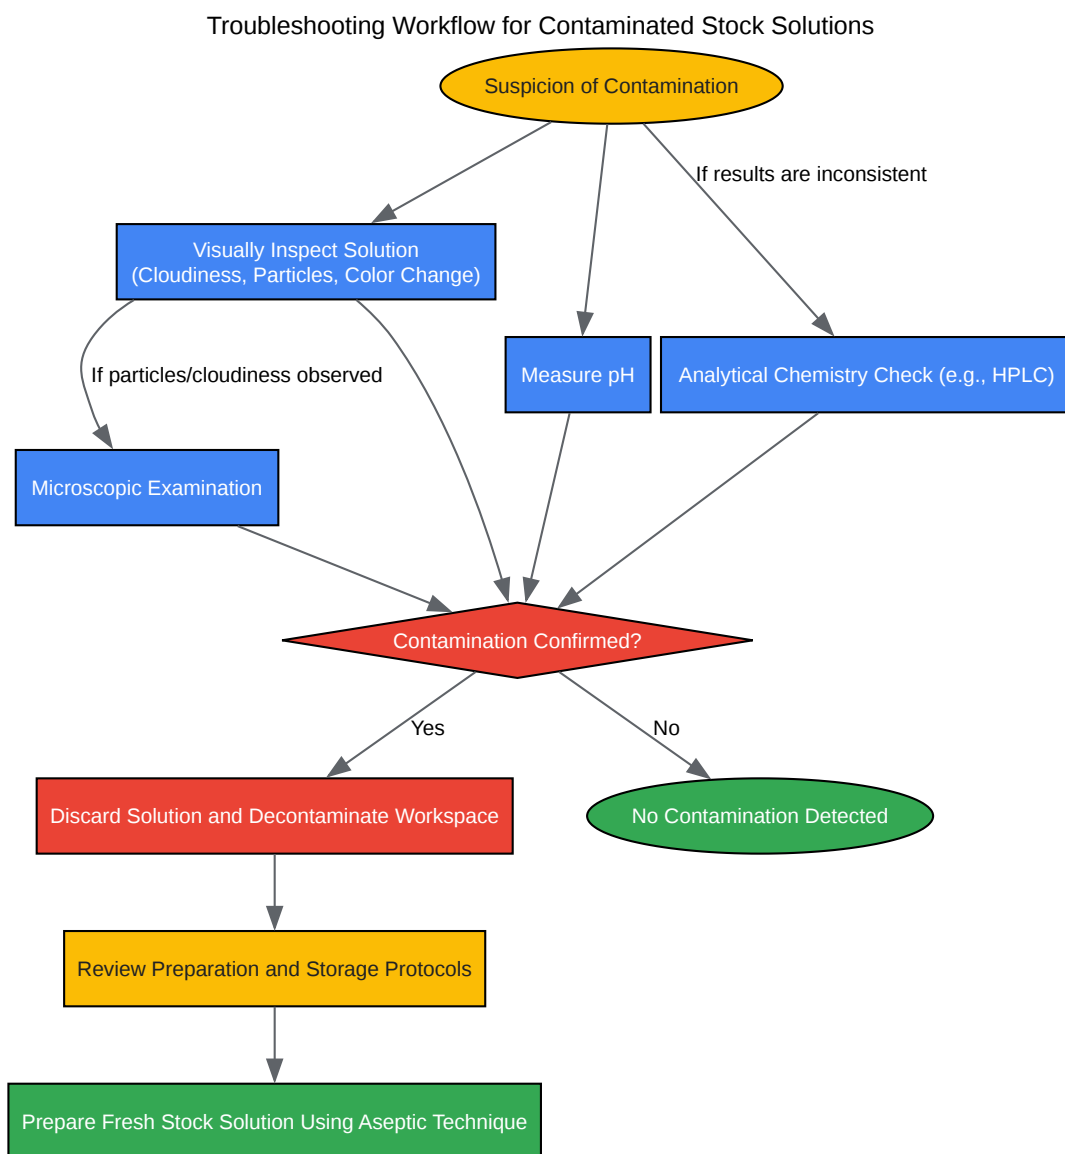 Troubleshooting Workflow for Contaminated Stock Solutions
Suspicion of Contamination
If results are inconsistent
Visually Inspect Solution
(Cloudiness, Particles, Color Change)
If particles/cloudiness observed
Measure pH
Analytical Chemistry Check (e.g., HPLC)
Microscopic Examination
Contamination Confirmed?
Yes
No
Discard Solution and Decontaminate Workspace
No Contamination Detected
Review Preparation and Storage Protocols
Prepare Fresh Stock Solution Using Aseptic Technique